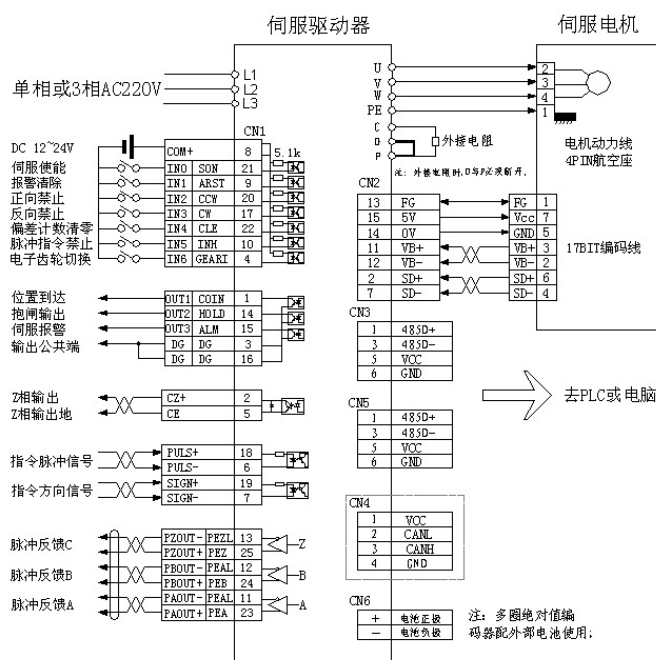 伺服驱动器
伺服电机
单相或3相AC220V
L1
L2
L3
U
V
W
PE
C
D
P
外接电阻
注：外接电阻时,D与P必须断开。
2
3
4
1
电机动力线
4PIN航空座
CN1
DC 12~24V
COM+ 8
5.1k
伺服使能 IN0 SON 21
报警清除 IN1 ARST 9
正向禁止 IN2 CCW 20
反向禁止 IN3 CW 17
偏差计数清零 IN4 CLE 22
脉冲指令禁止 IN5 INH 10
电子齿轮切换 IN6 GEARI 4
CN2
13 FG FG 1
15 5V Vcc 7
14 0V GND 5
11 VB+ VB+ 3
12 VB- VB- 2
2 SD+ SD+ 6
7 SD- SD- 4
17BIT编码线
位置到达 OUT1 COIN 1
抱闸输出 OUT2 HOLD 14
伺服报警 OUT3 ALM 15
输出公共端 DG DG 3
DG DG 16
CN3
1 485D+
3 485D-
5 VCC
6 GND
Z相输出 CZ+ 2
Z相输出地 CE 5
CN5
1 485D+
3 485D-
5 VCC
6 GND
去PLC或电脑
指令脉冲信号
PULS+ 18
PULS- 6
指令方向信号
SIGN+ 19
SIGN- 7
CN4
1 VCC
2 CANL
3 CANH
4 GND
脉冲反馈C
PZOUT- PEZL 13
PZOUT+ PEZ 25
Z
脉冲反馈B
PBOUT- PEAL 12
PBOUT+ PEB 24
B
脉冲反馈A
PAOUT- PEAL 11
PAOUT+ PEA 23
A
CN6
+ 电池正极
- 电池负极
注：多圈绝对值编
码器配外部电池使用；